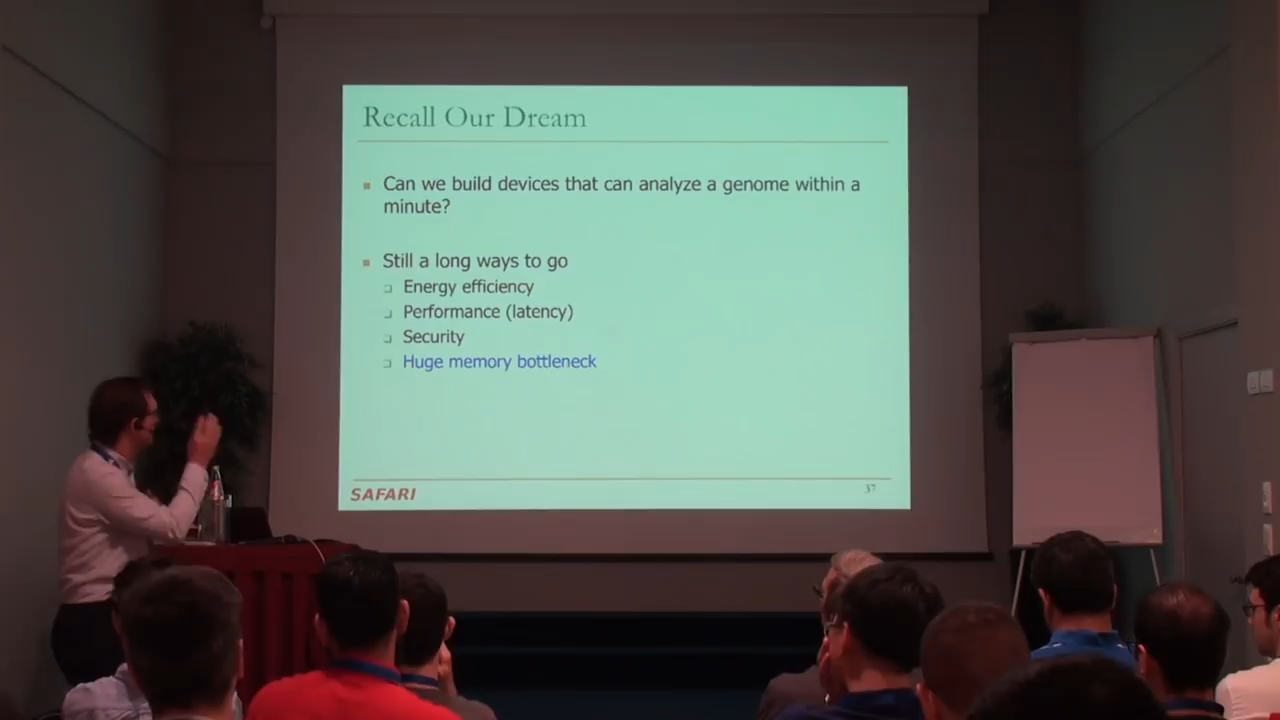 Recall Our Dream
Can we build devices that can analyze a genome within a
minute?
Still a long ways to go
Energy efficiency
Performance (latency)
Security
Huge memory bottleneck
SAFARI
37